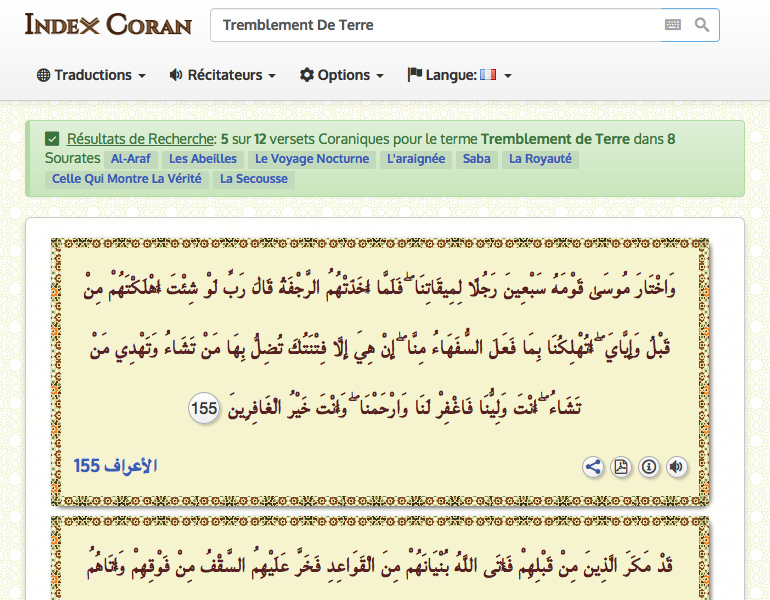 INDEX CORAN
Tremblement De Terre
Traductions Récitateurs Options Langue:
Résultats de Recherche: 5 sur 12 versets Coraniques pour le terme Tremblement de Terre dans 8
Sourates Al-Araf Les Abeilles Le Voyage Nocturne L'araignée Saba La Royauté
Celle Qui Montre La Vérité La Secousse
وَاخْتَارَ مُوسَىٰ قَوْمَهُ سَبْعِينَ رَجُلًا لِمِيقَاتِنَا ۖ فَلَمَّا أَخَذَتْهُمُ الرَّجْفَةُ قَالَ رَبِّ لَوْ شِئْتَ أَهْلَكْتَهُمْ مِنْ
قَبْلُ وَإِيَّايَ ۖ أَتُهْلِكُنَا بِمَا فَعَلَ السُّفَهَاءُ مِنَّا ۖ إِنْ هِيَ إِلَّا فِتْنَتُكَ تُضِلُّ بِهَا مَنْ تَشَاءُ وَتَهْدِي مَنْ
تَشَاءُ ۖ أَنْتَ وَلِيُّنَا فَاغْفِرْ لَنَا وَارْحَمْنَا ۖ وَأَنْتَ خَيْرُ الْغَافِرِينَ 155
الأعراف 155
قَدْ مَكَرَ الَّذِينَ مِنْ قَبْلِهِمْ فَأَتَى اللَّهُ بُنْيَانَهُمْ مِنَ الْقَوَاعِدِ فَخَرَّ عَلَيْهِمُ السَّقْفُ مِنْ فَوْقِهِمْ وَأَتَاهُمُ